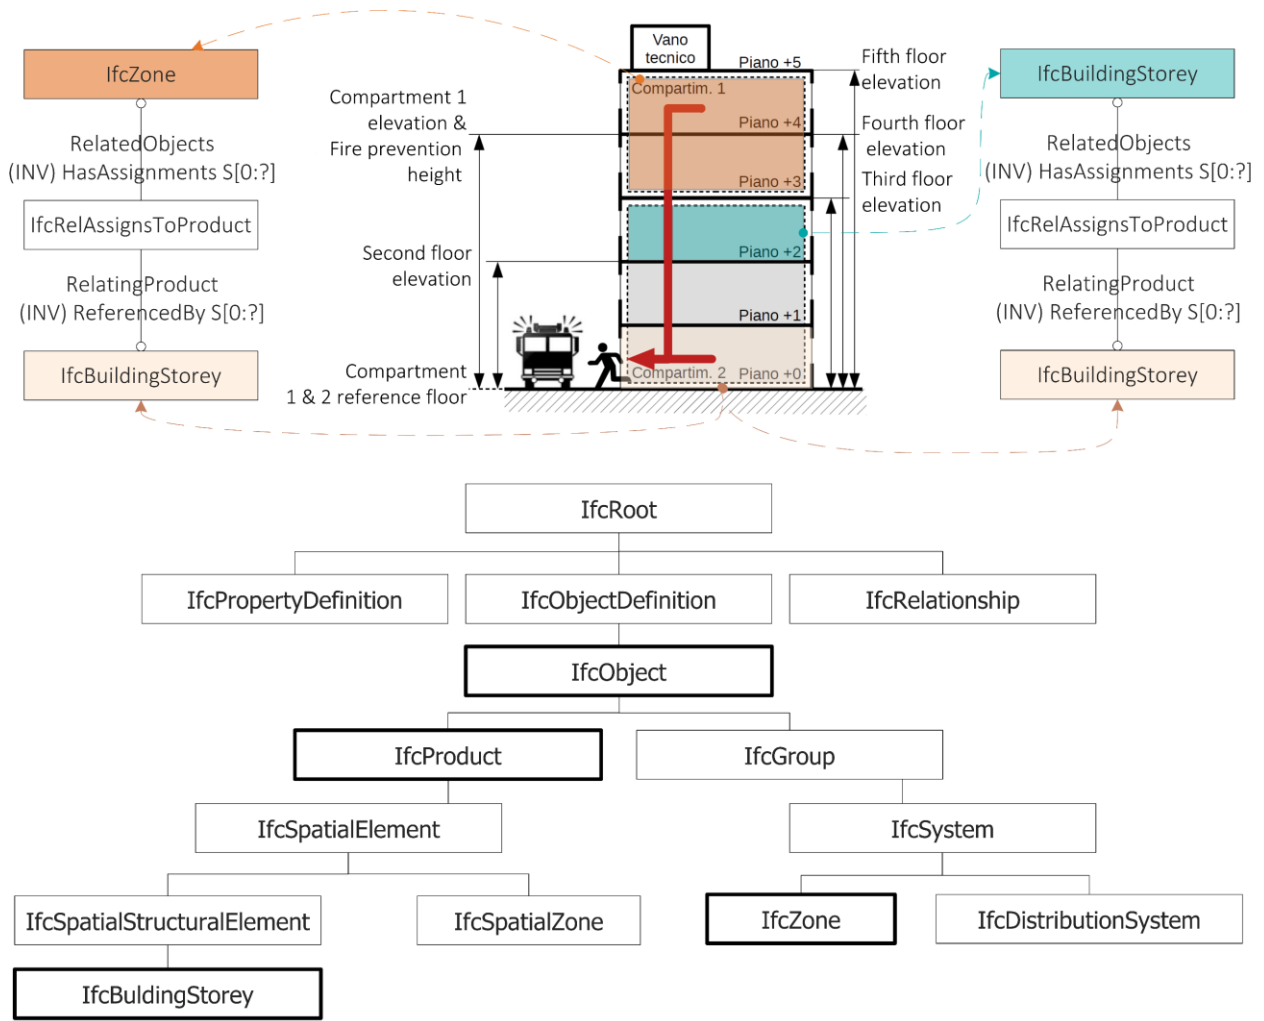 IfcZone
RelatedObjects
(INV) HasAssignments S[0:?]
IfcRelAssignsToProduct
RelatingProduct
(INV) ReferencedBy S[0:?]
IfcBuildingStorey
Compartment 1
elevation &
Fire prevention
height
Second floor
elevation
Compartment
1 & 2 reference floor
Vano
tecnico
Piano +5
Compartim. 1
Piano +4
Piano +3
Piano +2
Piano +1
Compartim. 2
Piano +0
Fifth floor
elevation
Fourth floor
elevation
Third floor
elevation
IfcBuildingStorey
RelatedObjects
(INV) HasAssignments S[0:?]
IfcRelAssignsToProduct
RelatingProduct
(INV) ReferencedBy S[0:?]
IfcBuildingStorey
IfcRoot
IfcPropertyDefinition
IfcObjectDefinition
IfcRelationship
IfcObject
IfcProduct
IfcGroup
IfcSpatialElement
IfcSystem
IfcSpatialStructuralElement
IfcSpatialZone
IfcZone
IfcDistributionSystem
IfcBuldingStorey